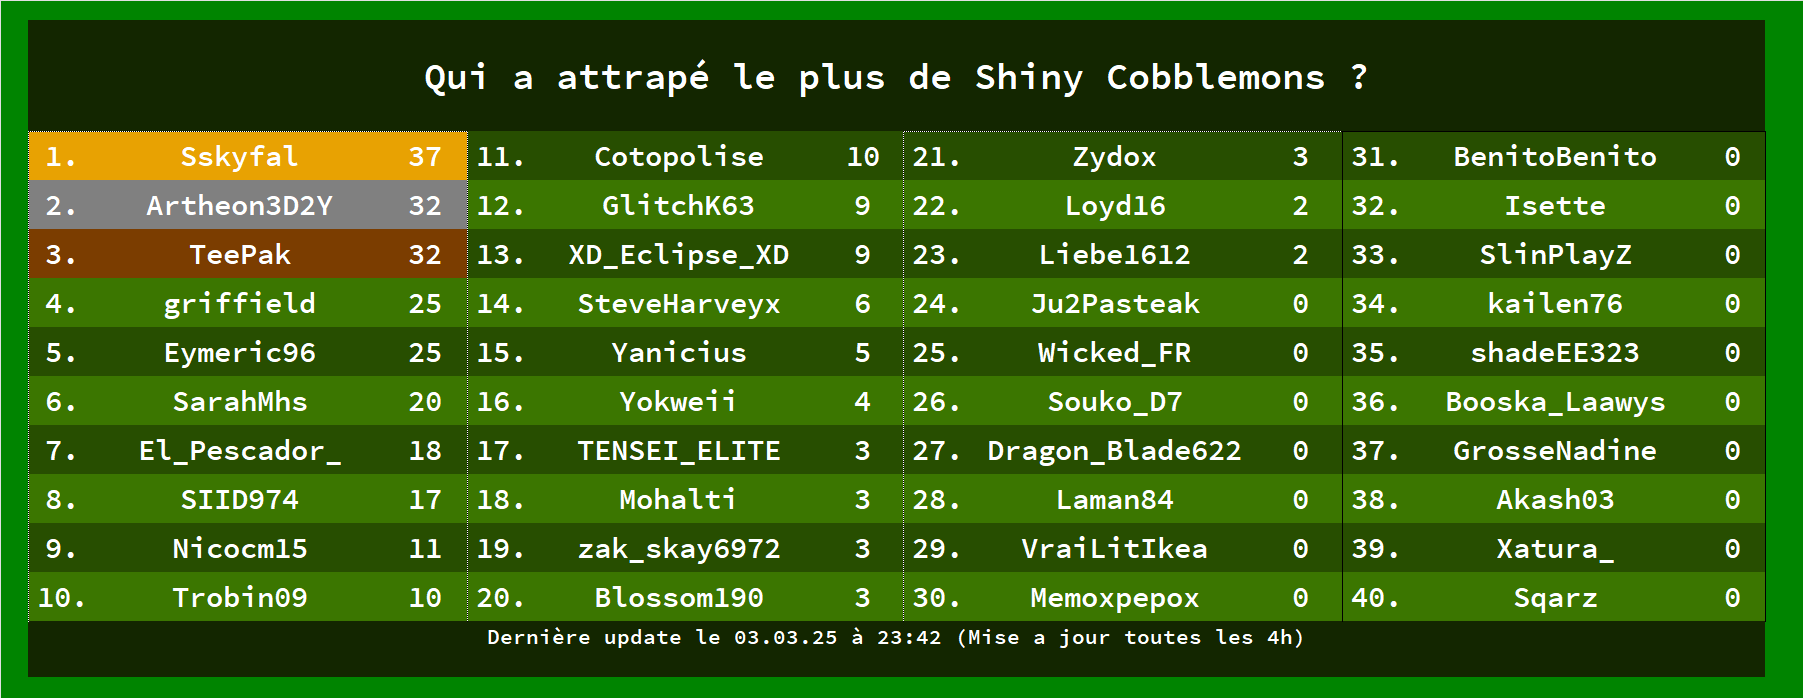 Qui a attrapé le plus de Shiny Cobblemons ?
1. Sskyfal 37 11. Cotopolise 10 21. Zydox 3 31. BenitoBenito 0
2. Artheon3D2Y 32 12. GlitchK63 9 22. Loyd16 2 32. Isette 0
3. TeePak 32 13. XD_Eclipse_XD 9 23. Liebe1612 2 33. SlinPlayZ 0
4. griffield 25 14. SteveHarveyx 6 24. Ju2Pasteak 0 34. kailen76 0
5. Eymeric96 25 15. Yanicius 5 25. Wicked_FR 0 35. shadeEE323 0
6. SarahMhs 20 16. Yokweii 4 26. Souko_D7 0 36. Booska_Laawys 0
7. El_Pescador_ 18 17. TENSEI_ELITE 3 27. Dragon_Blade622 0 37. GrosseNadine 0
8. SIID974 17 18. Mohalti 3 28. Laman84 0 38. Akash03 0
9. Nicocm15 11 19. zak_skay6972 3 29. VraiLitIkea 0 39. Xatura_ 0
10. Trobin09 10 20. Blossom190 3 30. Memoxpepox 0 40. Sqarz 0
Dernière update le 03.03.25 à 23:42 (Mise a jour toutes les 4h)